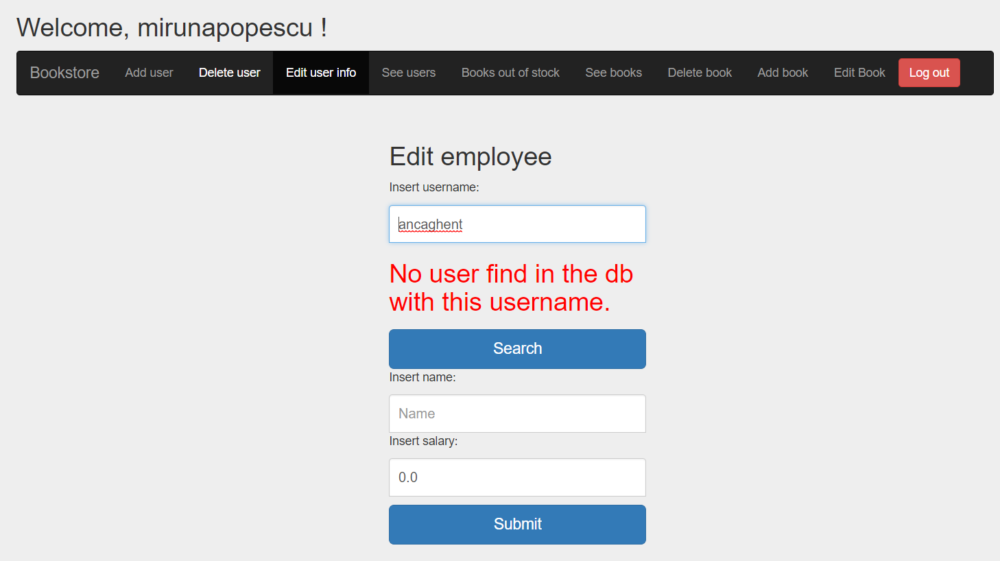 Welcome, mirunapopescu !
Bookstore Add user Delete user Edit user info See users Books out of stock See books Delete book Add book Edit Book Log out
Edit employee
Insert username:
ancaghent
No user find in the db
with this username.
Search
Insert name:
Name
Insert salary:
0.0
Submit